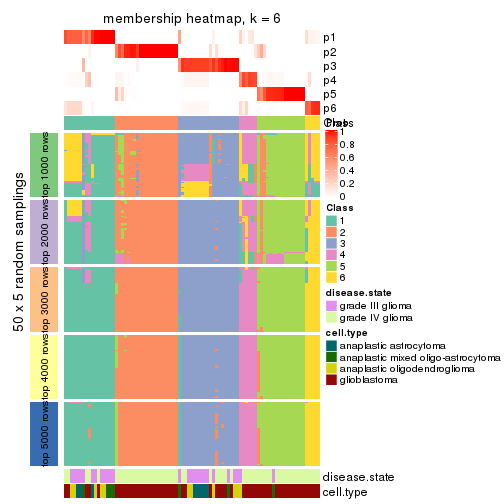 membership heatmap, k = 6
p1
p2
p3
p4
p5
p6
Class
Prob
1
0.8
0.6
0.4
0.2
0
Class
1
2
3
4
5
6
disease.state
grade III glioma
grade IV glioma
cell.type
anaplastic astrocytoma
anaplastic mixed oligo-astrocytoma
anaplastic oligodendroglioma
glioblastoma
50 x 5 random samplings
top 1000 rows
top 2000 rows
top 3000 rows
top 4000 rows
top 5000 rows
disease.state
cell.type